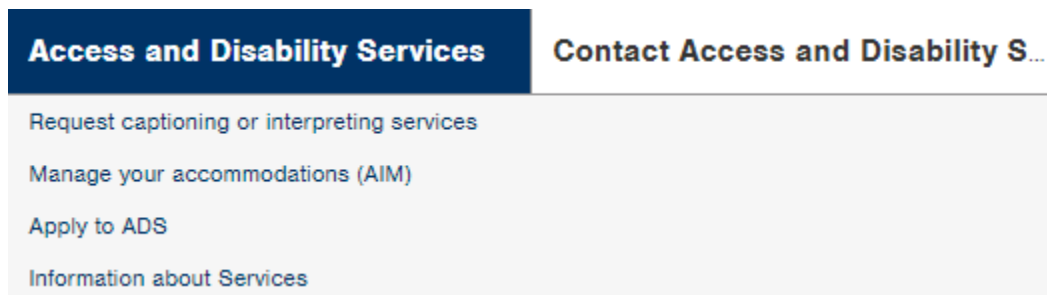 Access and Disability Services
Contact Access and Disability S...
Request captioning or interpreting services
Manage your accommodations (AIM)
Apply to ADS
Information about Services